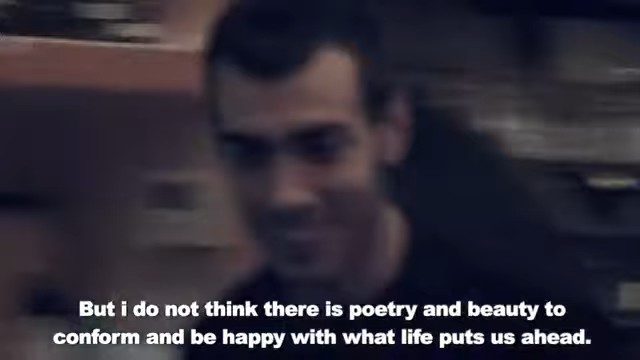 But i do not think there is poetry and beauty to
conform and be happy with what life puts us ahead.